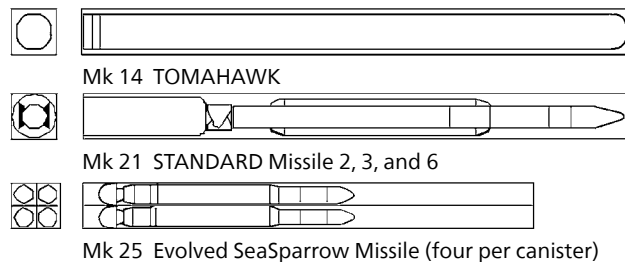 Mk 14 TOMAHAWK
Mk 21 STANDARD Missile 2, 3, and 6
Mk 25 Evolved SeaSparrow Missile (four per canister)